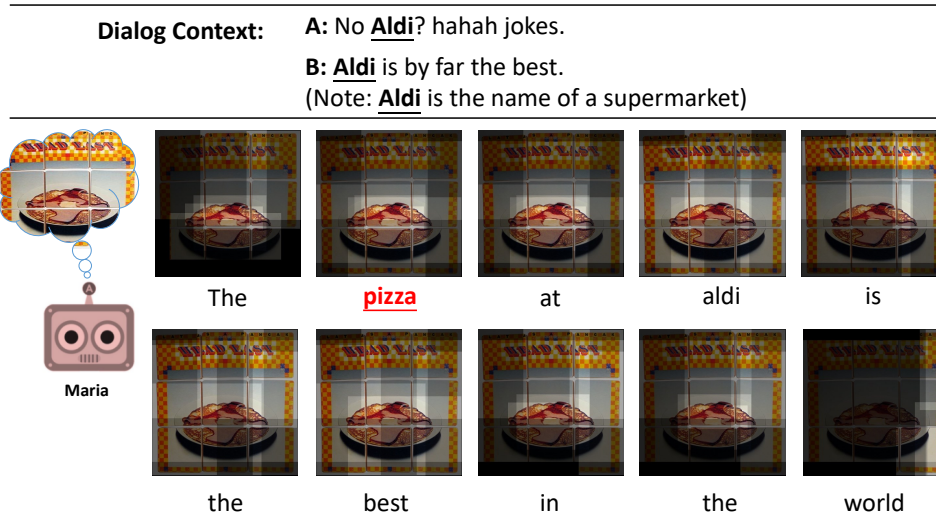 Dialog Context:
A: No Aldi? hahah jokes.
B: Aldi is by far the best.
(Note: Aldi is the name of a supermarket)
A
Maria
The pizza at aldi is
the best in the world